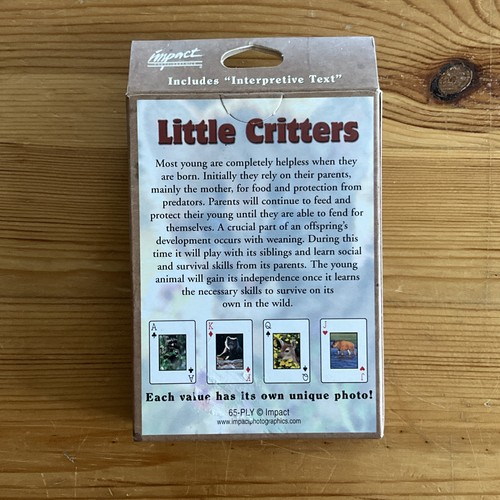 impact
Includes "Interpretive Text"
Little Critters
Most young are completely helpless when they
are born. Initially they rely on their parents,
mainly the mother, for food and protection from
predators. Parents will continue to feed and
protect their young until they are able to fend for
themselves. A crucial part of an offspring's
development occurs with weaning. During this
time it will play with its siblings and learn social
and survival skills from its parents. The young
animal will gain its independence once it learns
the necessary skills to survive on its
own in the wild.
A K Q J
A K Q J
Each value has its own unique photo!
65-PLY © Impact
www.impactphotographics.com